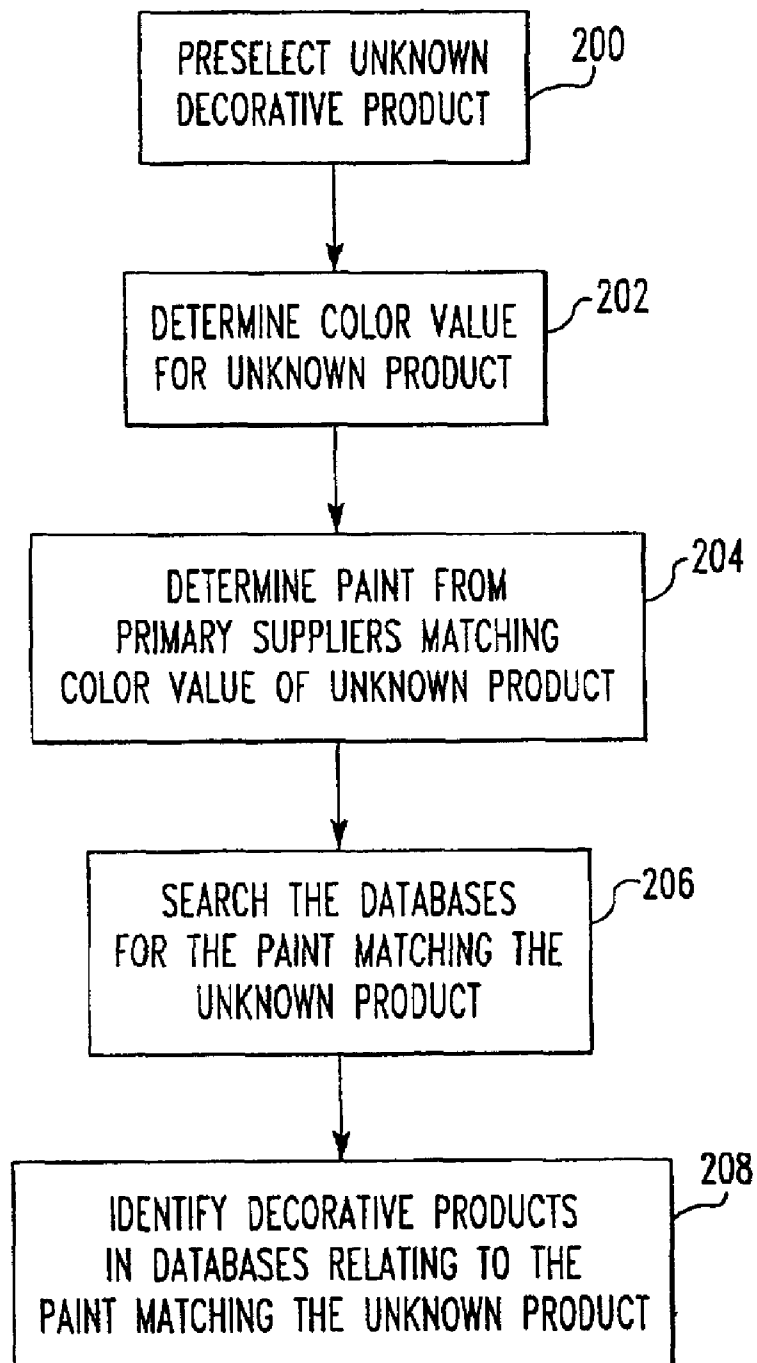 PRESELECT UNKNOWN
DECORATIVE PRODUCT
200
DETERMINE COLOR VALUE
FOR UNKNOWN PRODUCT
202
DETERMINE PAINT FROM
PRIMARY SUPPLIERS MATCHING
COLOR VALUE OF UNKNOWN PRODUCT
204
SEARCH THE DATABASES
FOR THE PAINT MATCHING THE
UNKNOWN PRODUCT
206
IDENTIFY DECORATIVE PRODUCTS
IN DATABASES RELATING TO THE
PAINT MATCHING THE UNKNOWN PRODUCT
208